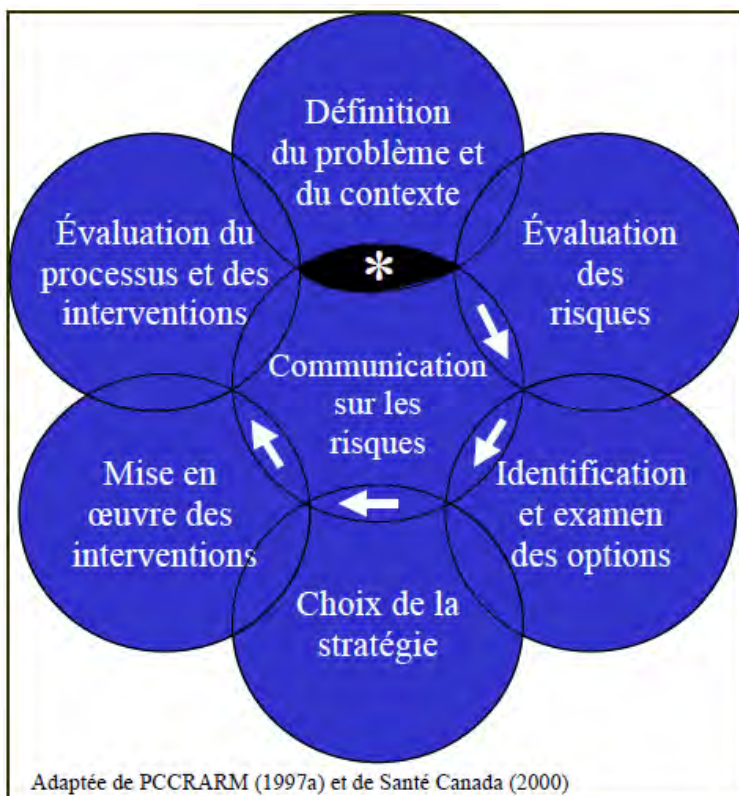 Définition
du problème et
du contexte
Évaluation du
processus et des
interventions
*
Évaluation
des
risques
Communication
sur les
risques
Mise en
œuvre des
interventions
Identification
et examen
des options
Choix de la
stratégie
Adaptée de PCCRARM (1997a) et de Santé Canada (2000)